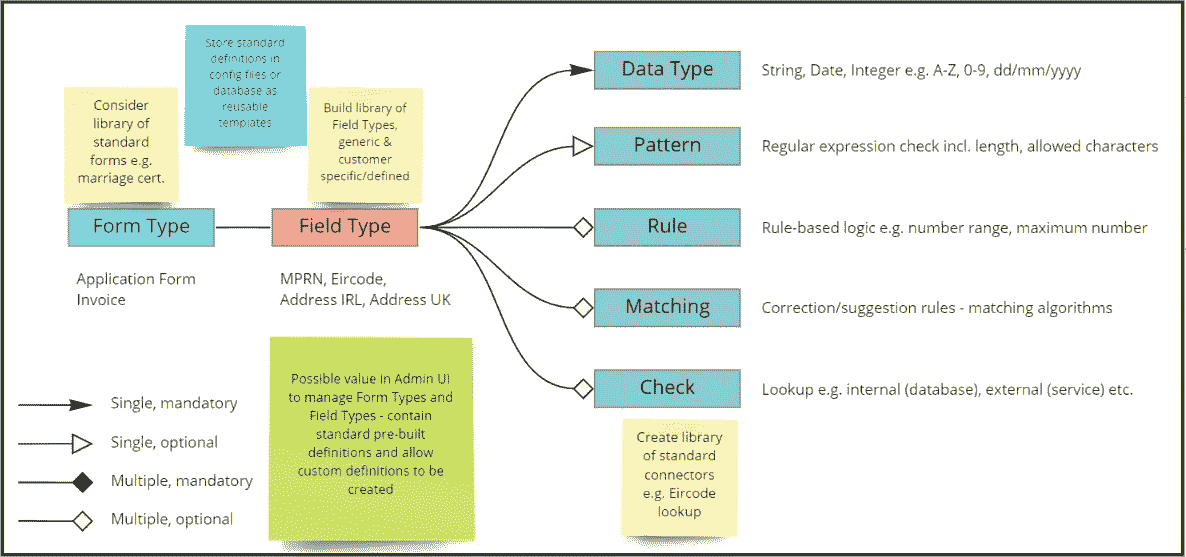 Store standard
definitions in
config files or
database as
reusable
templates
Consider
library of
standard
forms e.g.
marriage cert.
Build library of
Field Types,
generic &
customer
specific/defined
Form Type
Application Form
Invoice
Field Type
MPRN, Eircode,
Address IRL, Address UK
Data Type
String, Date, Integer e.g. A-Z, 0-9, dd/mm/yyyy
Pattern
Regular expression check incl. length, allowed characters
Rule
Rule-based logic e.g. number range, maximum number
Matching
Correction/suggestion rules - matching algorithms
Check
Lookup e.g. internal (database), external (service) etc.
Create library
of standard
connectors
e.g. Eircode
lookup
Possible value in Admin UI
to manage Form Types and
Field Types - contain
standard pre-built
definitions and allow
custom definitions to be
created
Single, mandatory
Single, optional
Multiple, mandatory
Multiple, optional